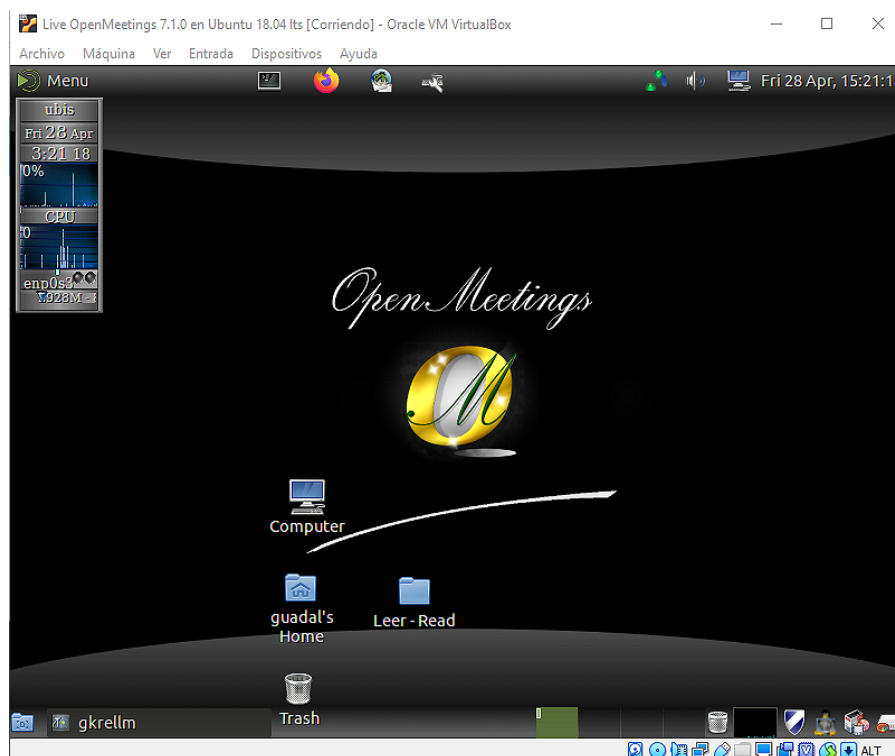 Live OpenMeetings 7.1.0 en Ubuntu 18.04 lts [Corriendo] - Oracle VM VirtualBox
Archivo Máquina Ver Entrada Dispositivos Ayuda
Menu Fri 28 Apr, 15:21:1
ubis
Fri 28 Apr
3:21 18
0%
CPU
0
enp0s3
OpenMeetings
OM
Computer
guadal's
Home
Leer - Read
Trash
gkrellm
ALT